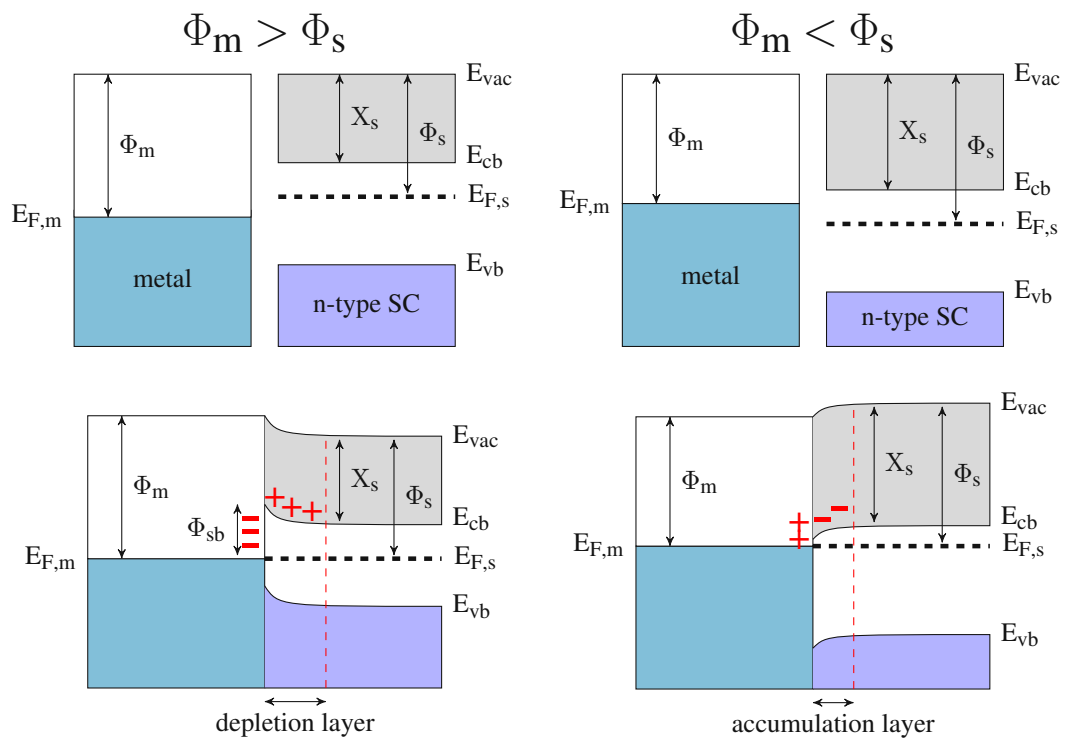 Φm > Φs
Φm < Φs
Evac
Xs
Φs
Φm
Ecb
EF,s
EF,m
Evb
metal
n-type SC
Evac
Xs
Φs
Φm
Ecb
EF,m
EF,s
Evb
metal
n-type SC
Evac
Xs
Φm
Φs
Φsb
Ecb
EF,m
EF,s
Evb
depletion layer
Evac
Xs
Φs
Φm
Ecb
EF,m
EF,s
Evb
accumulation layer